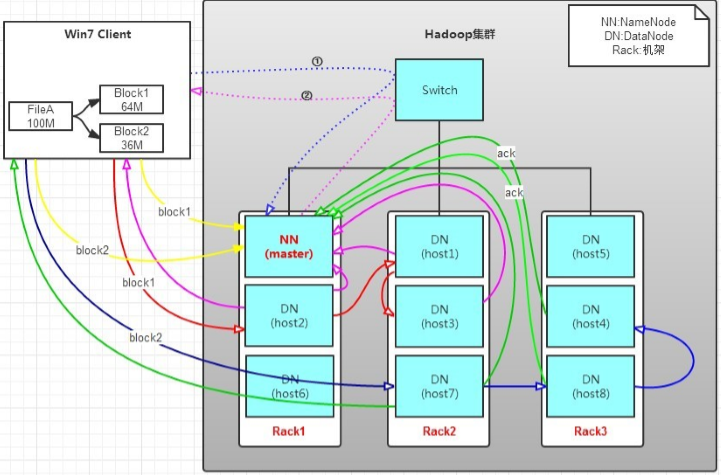 Win7 Client
FileA
100M
Block1
64M
Block2
36M
①
②
Hadoop集群
NN:NameNode
DN:DataNode
Rack:机架
Switch
ack
ack
block1
block2
block1
block2
NN
(master)
DN
(host2)
DN
(host6)
Rack1
DN
(host1)
DN
(host3)
DN
(host7)
Rack2
DN
(host5)
DN
(host4)
DN
(host8)
Rack3